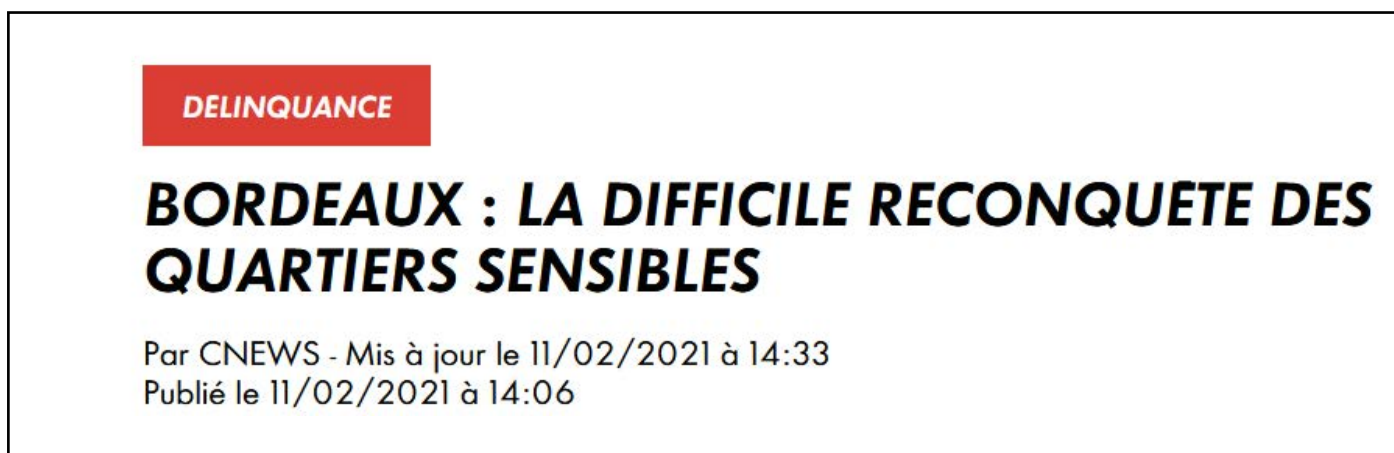 DELINQUANCE
BORDEAUX : LA DIFFICILE RECONQUÊTE DES
QUARTIERS SENSIBLES
Par CNEWS - Mis à jour le 11/02/2021 à 14:33
Publié le 11/02/2021 à 14:06